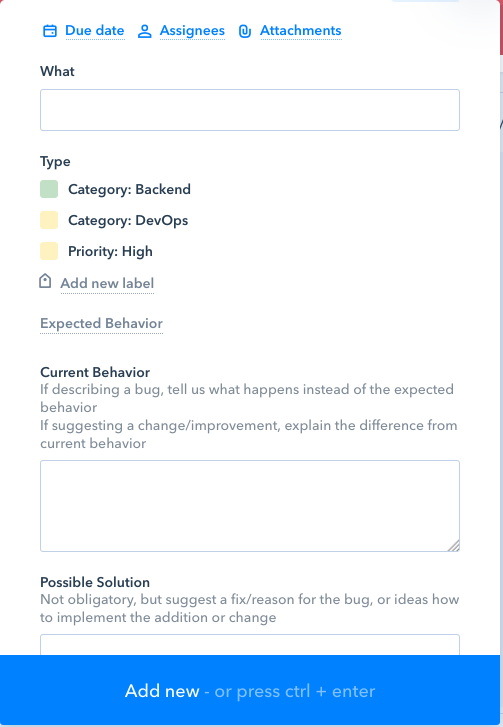 Due date Assignees Attachments
What
Type
Category: Backend
Category: DevOps
Priority: High
Add new label
Expected Behavior
Current Behavior
If describing a bug, tell us what happens instead of the expected
behavior
If suggesting a change/improvement, explain the difference from
current behavior
Possible Solution
Not obligatory, but suggest a fix/reason for the bug, or ideas how
to implement the addition or change
Add new - or press ctrl + enter